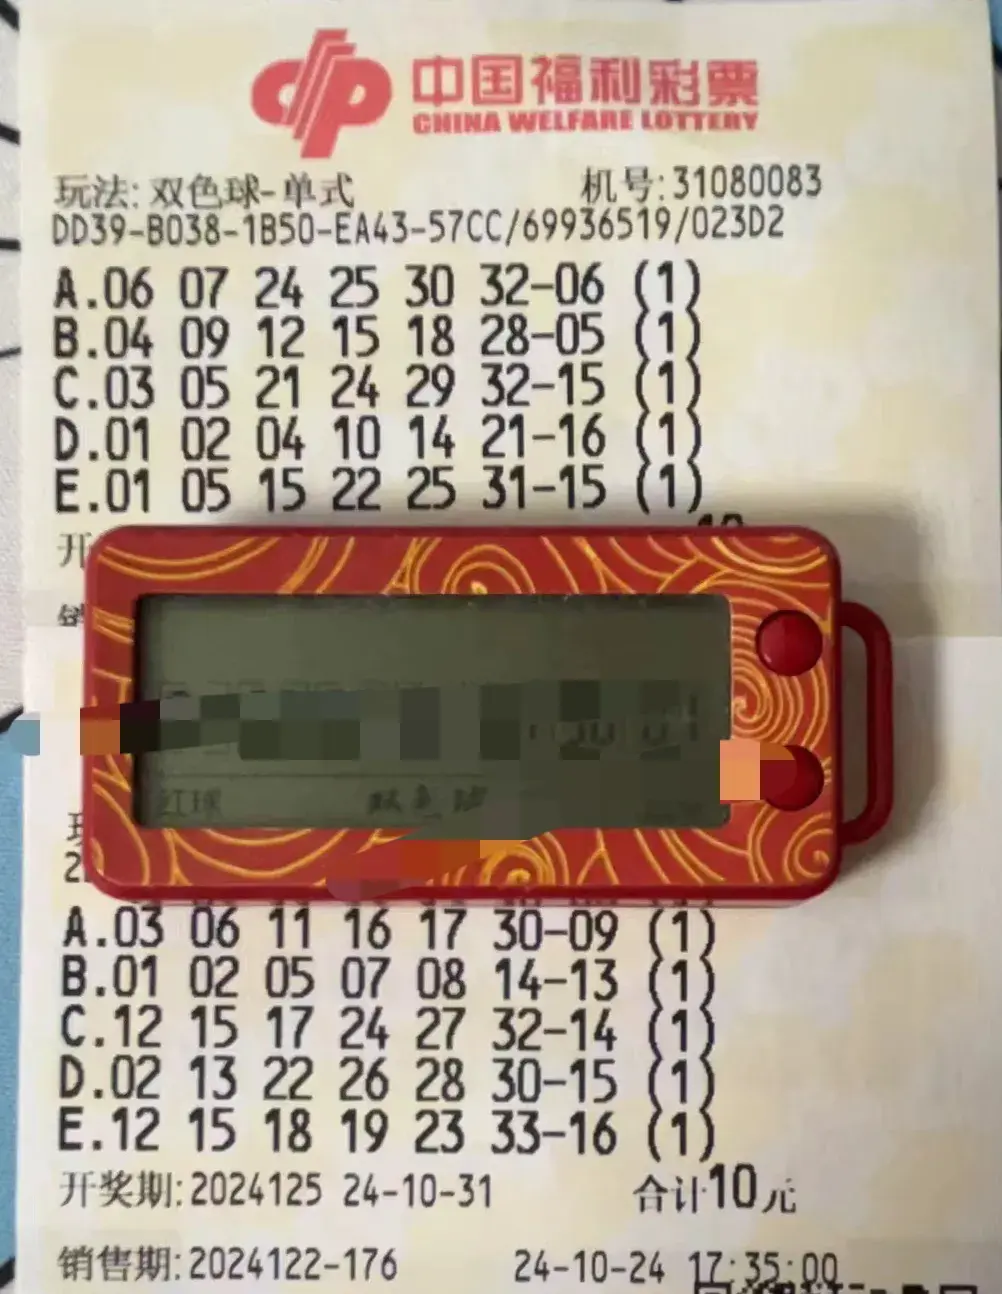 中国福利彩票
CHINA WELFARE LOTTERY
玩法: 双色球-单式 机号:31080083
DD39-B038-1B50-EA43-57CC/69936519/023D2
A.06 07 24 25 30 32-06 (1)
B.04 09 12 15 18 28-05 (1)
C.03 05 21 24 29 32-15 (1)
D.01 02 04 10 14 21-16 (1)
E.01 05 15 22 25 31-15 (1)
开
销
红球 双色球
A.03 06 11 16 17 30-09 (1)
B.01 02 05 07 08 14-13 (1)
C.12 15 17 24 27 32-14 (1)
D.02 13 22 26 28 30-15 (1)
E.12 15 18 19 23 33-16 (1)
开奖期:2024125 24-10-31 合计10元
销售期:2024122-176 24-10-24 17:35:00